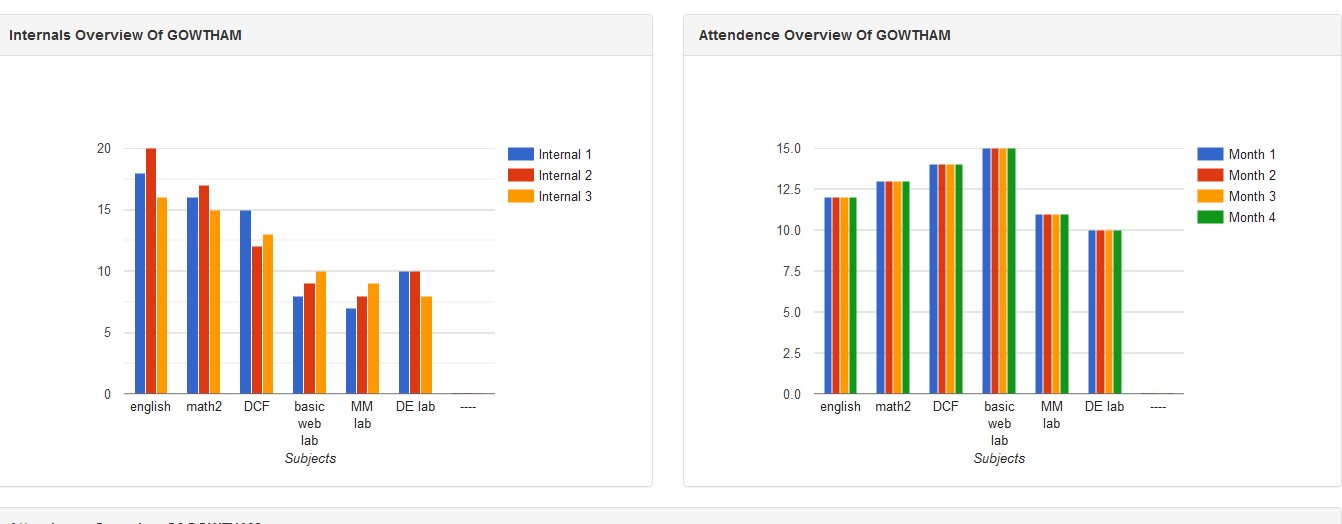 Internals Overview Of GOWTHAM
20
15
10
5
0
english math2 DCF basic web lab MM lab DE lab ----
Subjects
Internal 1
Internal 2
Internal 3
Attendence Overview Of GOWTHAM
15.0
12.5
10.0
7.5
5.0
2.5
0.0
english math2 DCF basic web lab MM lab DE lab ----
Subjects
Month 1
Month 2
Month 3
Month 4